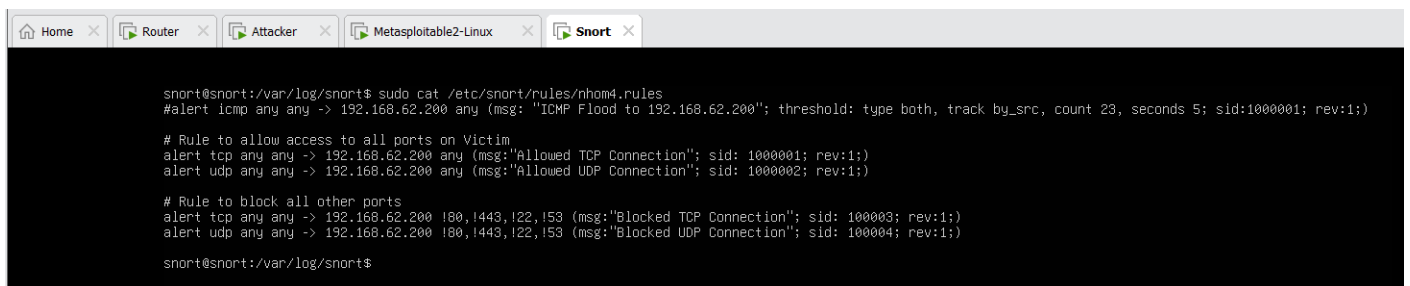 Home
Router
Attacker
Metasploitable2-Linux
Snort
snort@snort:/var/log/snort$ sudo cat /etc/snort/rules/nhom4.rules
#alert icmp any any -> 192.168.62.200 any (msg: "ICMP Flood to 192.168.62.200"; threshold: type both, track by_src, count 23, seconds 5; sid:1000001; rev:1;)
# Rule to allow access to all ports on Victim
alert tcp any any -> 192.168.62.200 any (msg:"Allowed TCP Connection"; sid: 1000001; rev:1;)
alert udp any any -> 192.168.62.200 any (msg:"Allowed UDP Connection"; sid: 1000002; rev:1;)
# Rule to block all other ports
alert tcp any any -> 192.168.62.200 !80,!443,!22,!53 (msg:"Blocked TCP Connection"; sid: 100003; rev:1;)
alert udp any any -> 192.168.62.200 !80,!443,!22,!53 (msg:"Blocked UDP Connection"; sid: 100004; rev:1;)
snort@snort:/var/log/snort$